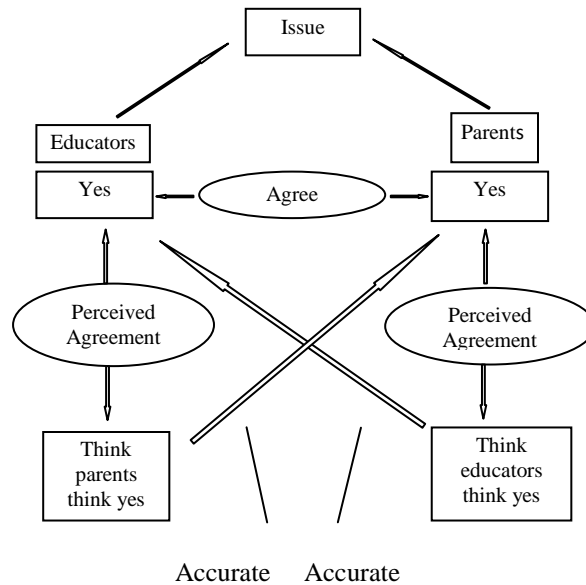 Issue
Educators
Parents
Yes
Agree
Yes
Perceived
Agreement
Perceived
Agreement
Think
parents
think yes
Think
educators
think yes
Accurate Accurate